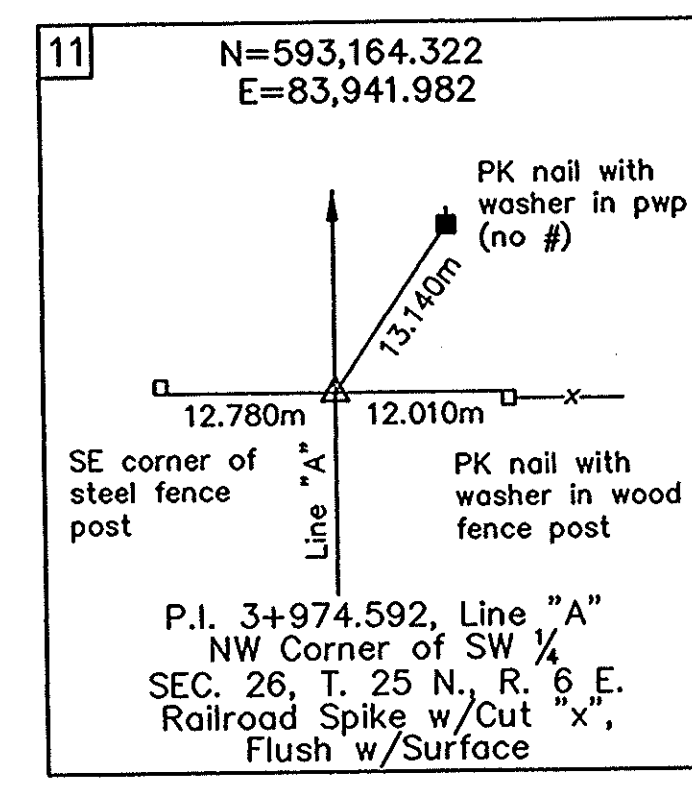 11
N=593,164.322
E=83,941.982
PK nail with
washer in pwp
(no #)
13.140m
12.780m
12.010m
x
SE corner of
steel fence
post
Line "A"
PK nail with
washer in wood
fence post
P.I. 3+974.592, Line "A"
NW Corner of SW ¼
SEC. 26, T. 25 N., R. 6 E.
Railroad Spike w/Cut "x",
Flush w/Surface